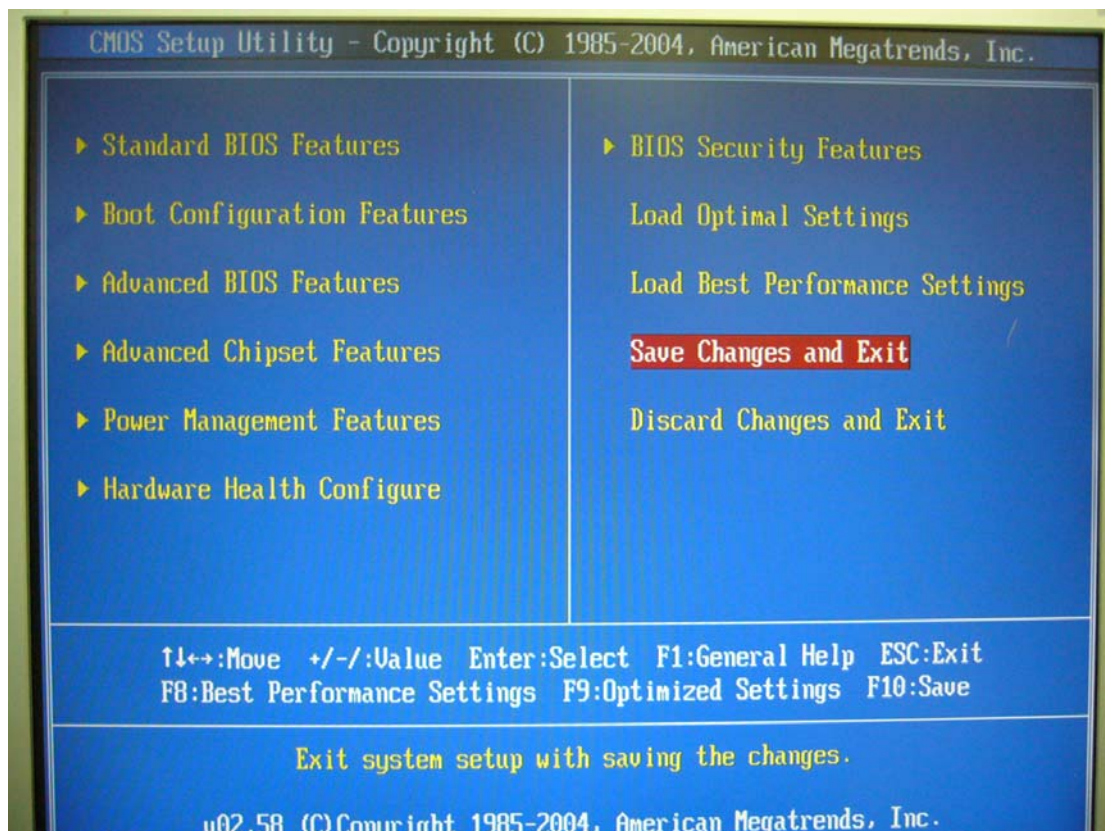 CMOS Setup Utility - Copyright (C) 1985-2004, American Megatrends, Inc.
▶ Standard BIOS Features
▶ Boot Configuration Features
▶ Advanced BIOS Features
▶ Advanced Chipset Features
▶ Power Management Features
▶ Hardware Health Configure
▶ BIOS Security Features
Load Optimal Settings
Load Best Performance Settings
Save Changes and Exit
Discard Changes and Exit
↑↓←→:Move +/-/:Value Enter:Select F1:General Help ESC:Exit
F8:Best Performance Settings F9:Optimized Settings F10:Save
Exit system setup with saving the changes.
v02.58 (C)Copyright 1985-2004, American Megatrends, Inc.